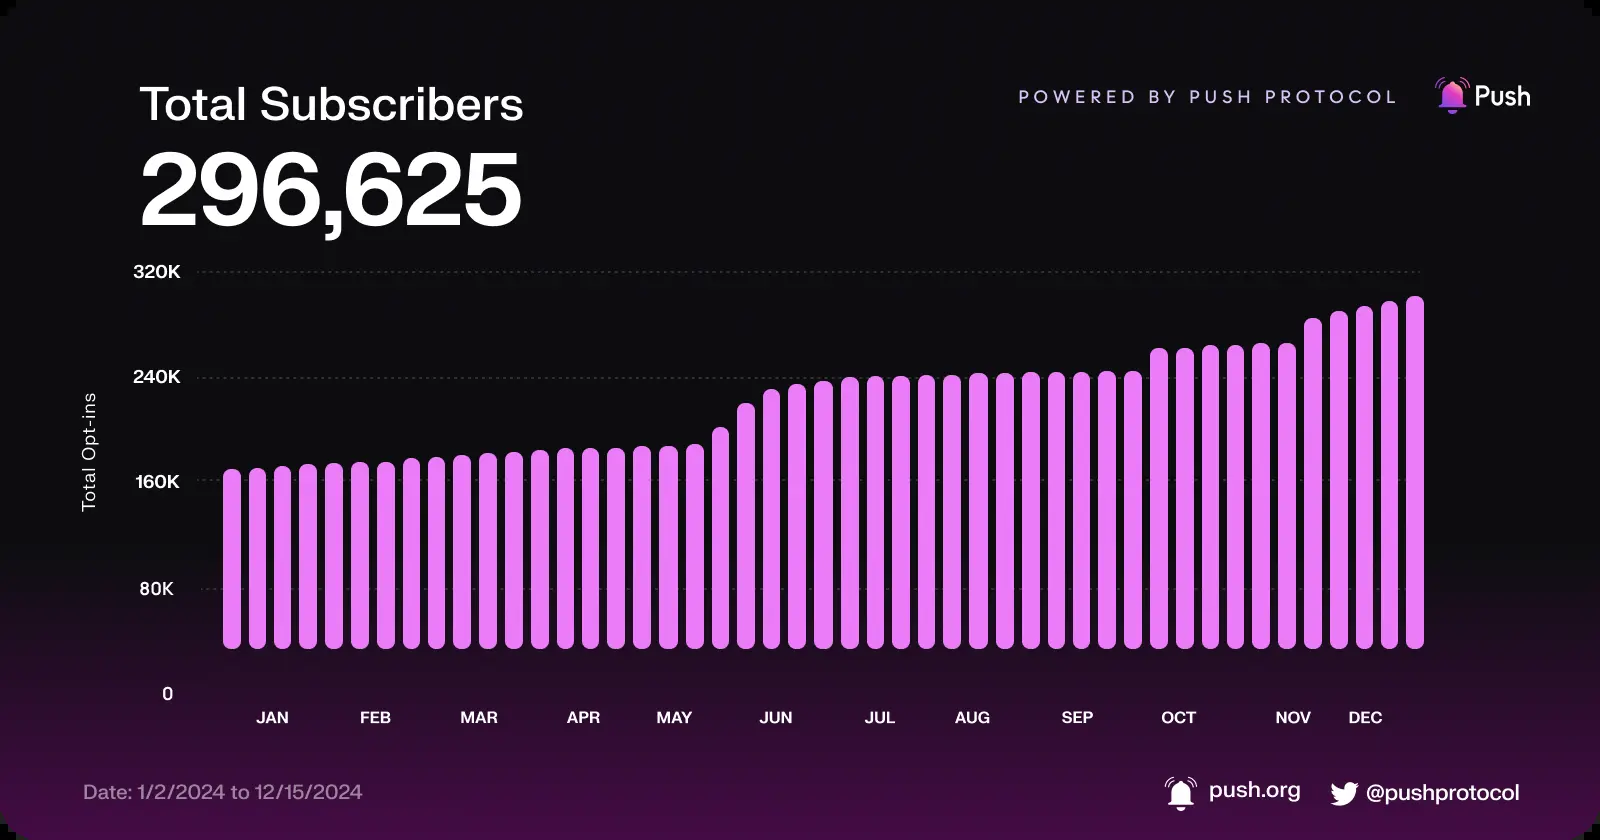 Total Subscribers
296,625
POWERED BY PUSH PROTOCOL
Push
320K
240K
160K
80K
0
Total Opt-ins
JAN FEB MAR APR MAY JUN JUL AUG SEP OCT NOV DEC
Date: 1/2/2024 to 12/15/2024
push.org
@pushprotocol